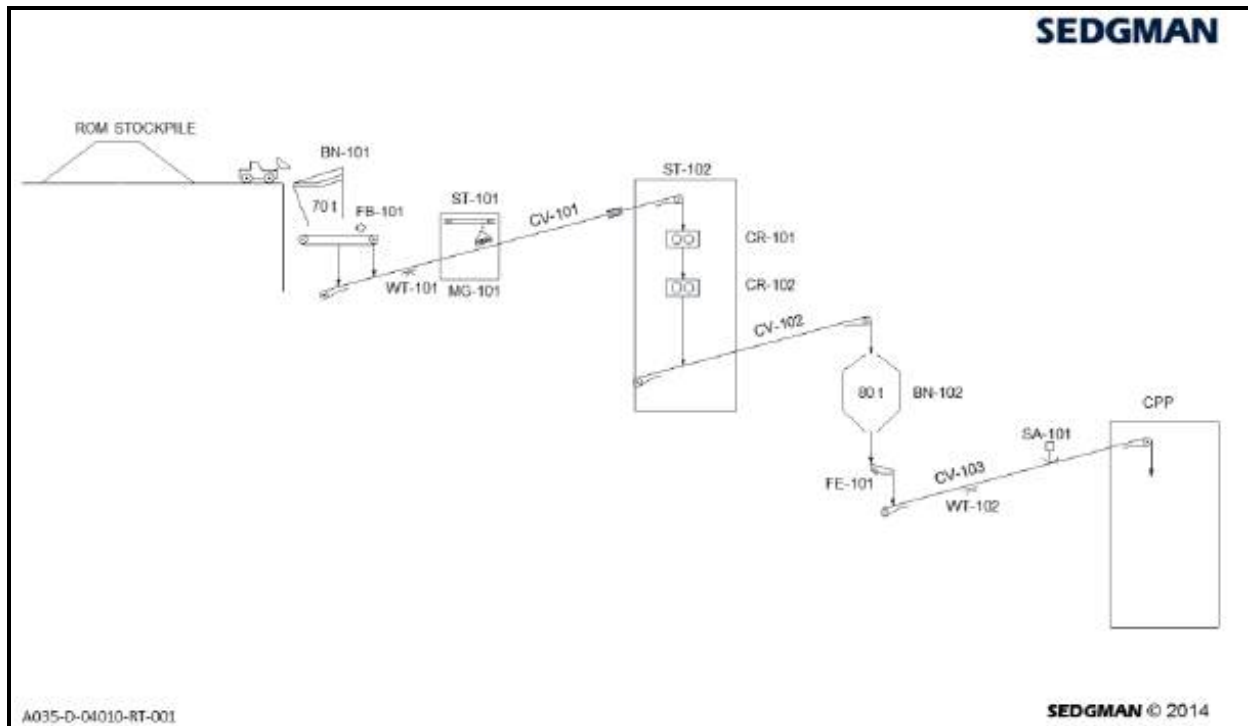 SEDGMAN
ROM STOCKPILE
BN-101
70 t
FB-101
ST-101
CV-101
ST-102
WT-101
MG-101
CR-101
CR-102
CV-102
80 t
BN-102
CPP
SA-101
FE-101
CV-103
WT-102
A035-D-04010-RT-001
SEDGMAN © 2014